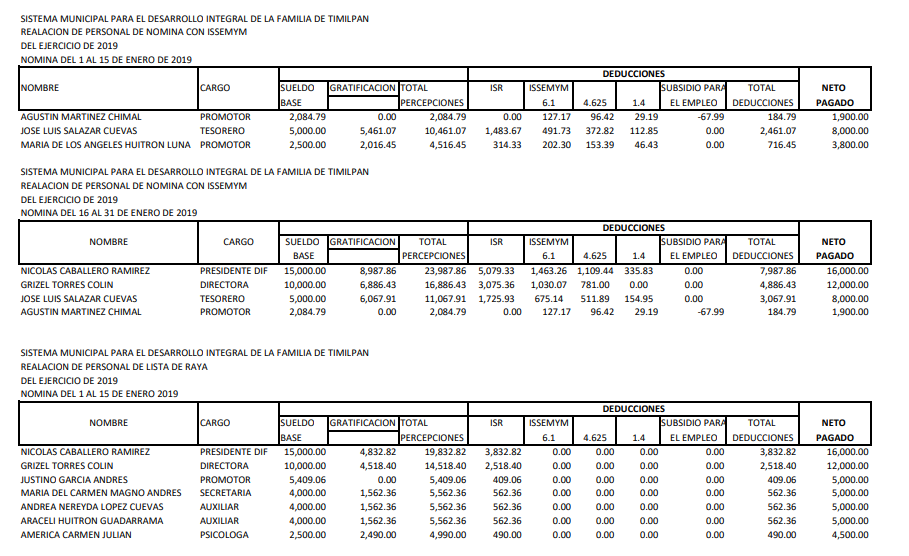 SISTEMA MUNICIPAL PARA EL DESARROLLO INTEGRAL DE LA FAMILIA DE TIMILPAN
REALACION DE PERSONAL DE NOMINA CON ISSEMYM
DEL EJERCICIO DE 2019
NOMINA DEL 1 AL 15 DE ENERO DE 2019
DEDUCCIONES
NOMBRE CARGO SUELDO GRATIFICACION TOTAL ISR ISSEMYM SUBSIDIO PARA TOTAL NETO
BASE PERCEPCIONES 6.1 4.625 1.4 EL EMPLEO DEDUCCIONES PAGADO
AGUSTIN MARTINEZ CHIMAL PROMOTOR 2,084.79 0.00 2,084.79 0.00 127.17 96.42 29.19 -67.99 184.79 1,900.00
JOSE LUIS SALAZAR CUEVAS TESORERO 5,000.00 5,461.07 10,461.07 1,483.67 491.73 372.82 112.85 0.00 2,461.07 8,000.00
MARIA DE LOS ANGELES HUITRON LUNA PROMOTOR 2,500.00 2,016.45 4,516.45 314.33 202.30 153.39 46.43 0.00 716.45 3,800.00
SISTEMA MUNICIPAL PARA EL DESARROLLO INTEGRAL DE LA FAMILIA DE TIMILPAN
REALACION DE PERSONAL DE NOMINA CON ISSEMYM
DEL EJERCICIO DE 2019
NOMINA DEL 16 AL 31 DE ENERO DE 2019
DEDUCCIONES
NOMBRE CARGO SUELDO GRATIFICACION TOTAL ISR ISSEMYM SUBSIDIO PARA TOTAL NETO
BASE PERCEPCIONES 6.1 4.625 1.4 EL EMPLEO DEDUCCIONES PAGADO
NICOLAS CABALLERO RAMIREZ PRESIDENTE DIF 15,000.00 8,987.86 23,987.86 5,079.33 1,463.26 1,109.44 335.83 0.00 7,987.86 16,000.00
GRIZEL TORRES COLIN DIRECTORA 10,000.00 6,886.43 16,886.43 3,075.36 1,030.07 781.00 0.00 0.00 4,886.43 12,000.00
JOSE LUIS SALAZAR CUEVAS TESORERO 5,000.00 6,067.91 11,067.91 1,725.93 675.14 511.89 154.95 0.00 3,067.91 8,000.00
AGUSTIN MARTINEZ CHIMAL PROMOTOR 2,084.79 0.00 2,084.79 0.00 127.17 96.42 29.19 -67.99 184.79 1,900.00
SISTEMA MUNICIPAL PARA EL DESARROLLO INTEGRAL DE LA FAMILIA DE TIMILPAN
REALACION DE PERSONAL DE LISTA DE RAYA
DEL EJERCICIO DE 2019
NOMINA DEL 1 AL 15 DE ENERO 2019
DEDUCCIONES
NOMBRE CARGO SUELDO GRATIFICACION TOTAL ISR ISSEMYM SUBSIDIO PARA TOTAL NETO
BASE PERCEPCIONES 6.1 4.625 1.4 EL EMPLEO DEDUCCIONES PAGADO
NICOLAS CABALLERO RAMIREZ PRESIDENTE DIF 15,000.00 4,832.82 19,832.82 3,832.82 0.00 0.00 0.00 0.00 3,832.82 16,000.00
GRIZEL TORRES COLIN DIRECTORA 10,000.00 4,518.40 14,518.40 2,518.40 0.00 0.00 0.00 0.00 2,518.40 12,000.00
JUSTINO GARCIA ANDRES PROMOTOR 5,409.06 0.00 5,409.06 409.06 0.00 0.00 0.00 0.00 409.06 5,000.00
MARIA DEL CARMEN MAGNO ANDRES SECRETARIA 4,000.00 1,562.36 5,562.36 562.36 0.00 0.00 0.00 0.00 562.36 5,000.00
ANDREA NEREYDA LOPEZ CUEVAS AUXILIAR 4,000.00 1,562.36 5,562.36 562.36 0.00 0.00 0.00 0.00 562.36 5,000.00
ARACELI HUITRON GUADARRAMA AUXILIAR 4,000.00 1,562.36 5,562.36 562.36 0.00 0.00 0.00 0.00 562.36 5,000.00
AMERICA CARMEN JULIAN PSICOLOGA 2,500.00 2,490.00 4,990.00 490.00 0.00 0.00 0.00 0.00 490.00 4,500.00